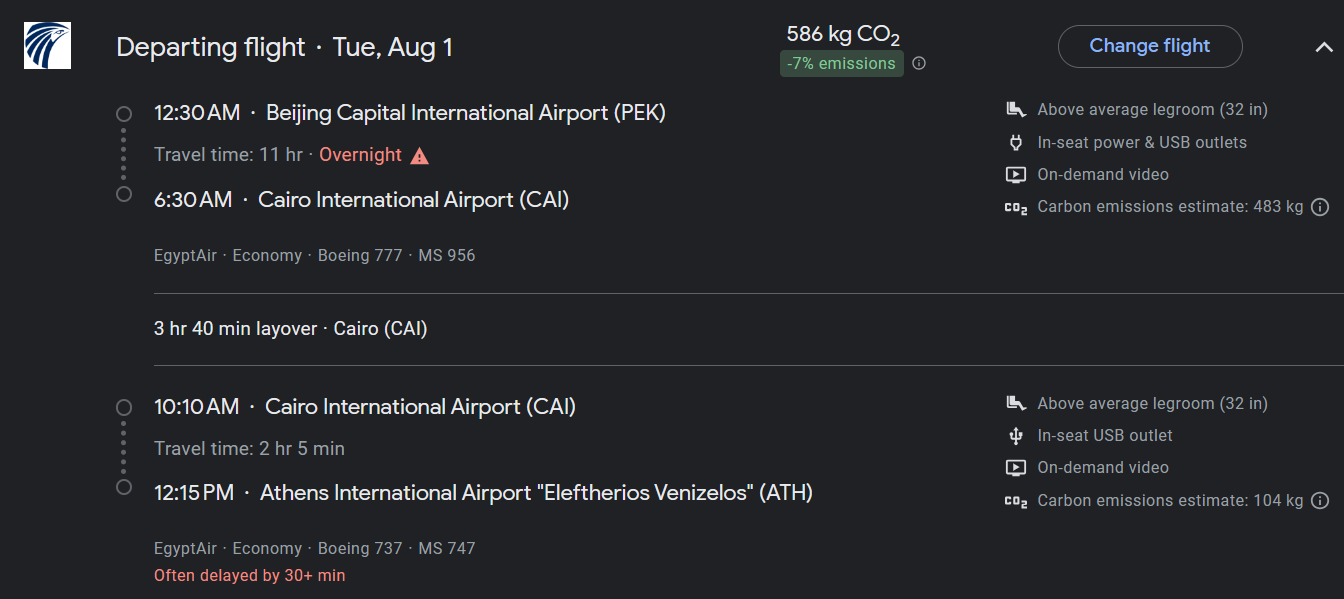 Departing flight · Tue, Aug 1
586 kg CO₂
-7% emissions
Change flight
12:30 AM · Beijing Capital International Airport (PEK)
Travel time: 11 hr · Overnight
6:30 AM · Cairo International Airport (CAI)
EgyptAir · Economy · Boeing 777 · MS 956
Above average legroom (32 in)
In-seat power & USB outlets
On-demand video
CO₂ Carbon emissions estimate: 483 kg
3 hr 40 min layover · Cairo (CAI)
10:10 AM · Cairo International Airport (CAI)
Travel time: 2 hr 5 min
12:15 PM · Athens International Airport "Eleftherios Venizelos" (ATH)
EgyptAir · Economy · Boeing 737 · MS 747
Often delayed by 30+ min
Above average legroom (32 in)
In-seat USB outlet
On-demand video
CO₂ Carbon emissions estimate: 104 kg